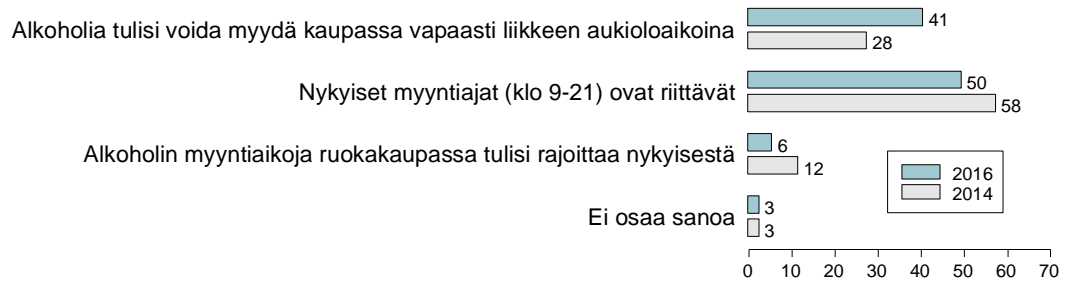 Alkoholia tulisi voida myydä kaupassa vapaasti liikkeen aukioloaikoina
41
28
Nykyiset myyntiajat (klo 9-21) ovat riittävät
50
58
Alkoholin myyntiaikoja ruokakaupassa tulisi rajoittaa nykyisestä
6
12
2016
2014
Ei osaa sanoa
3
3
0 10 20 30 40 50 60 70